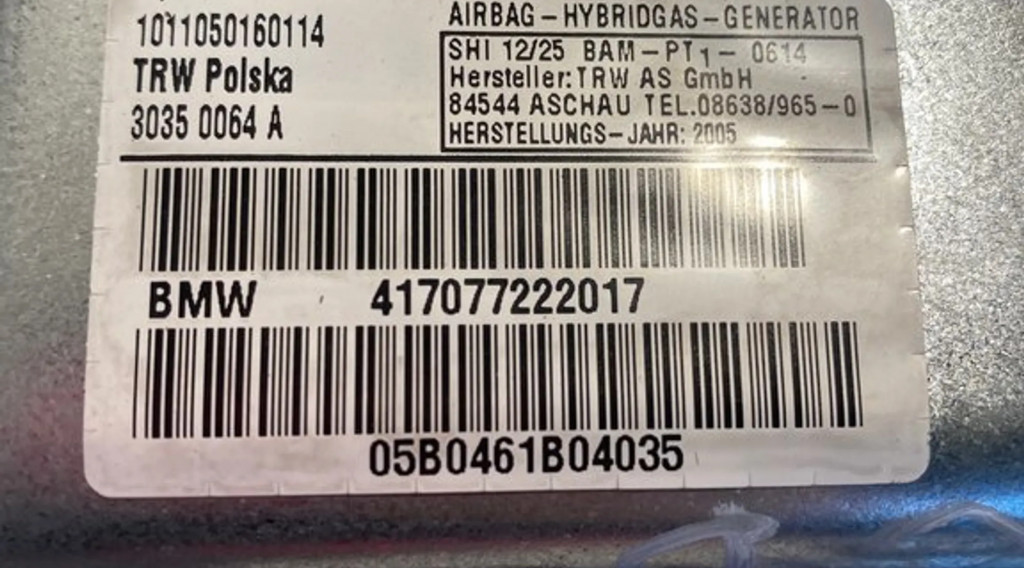 1011050160114
TRW Polska
3035 0064 A
AIRBAG-HYBRIDGAS-GENERATOR
SHI 12/25 BAM-PT1-0614
Hersteller: TRW AS GmbH
84544 ASCHAU TEL.08638/965-0
HERSTELLUNGS-JAHR: 2005
BMW 417077222017
05B0461B04035